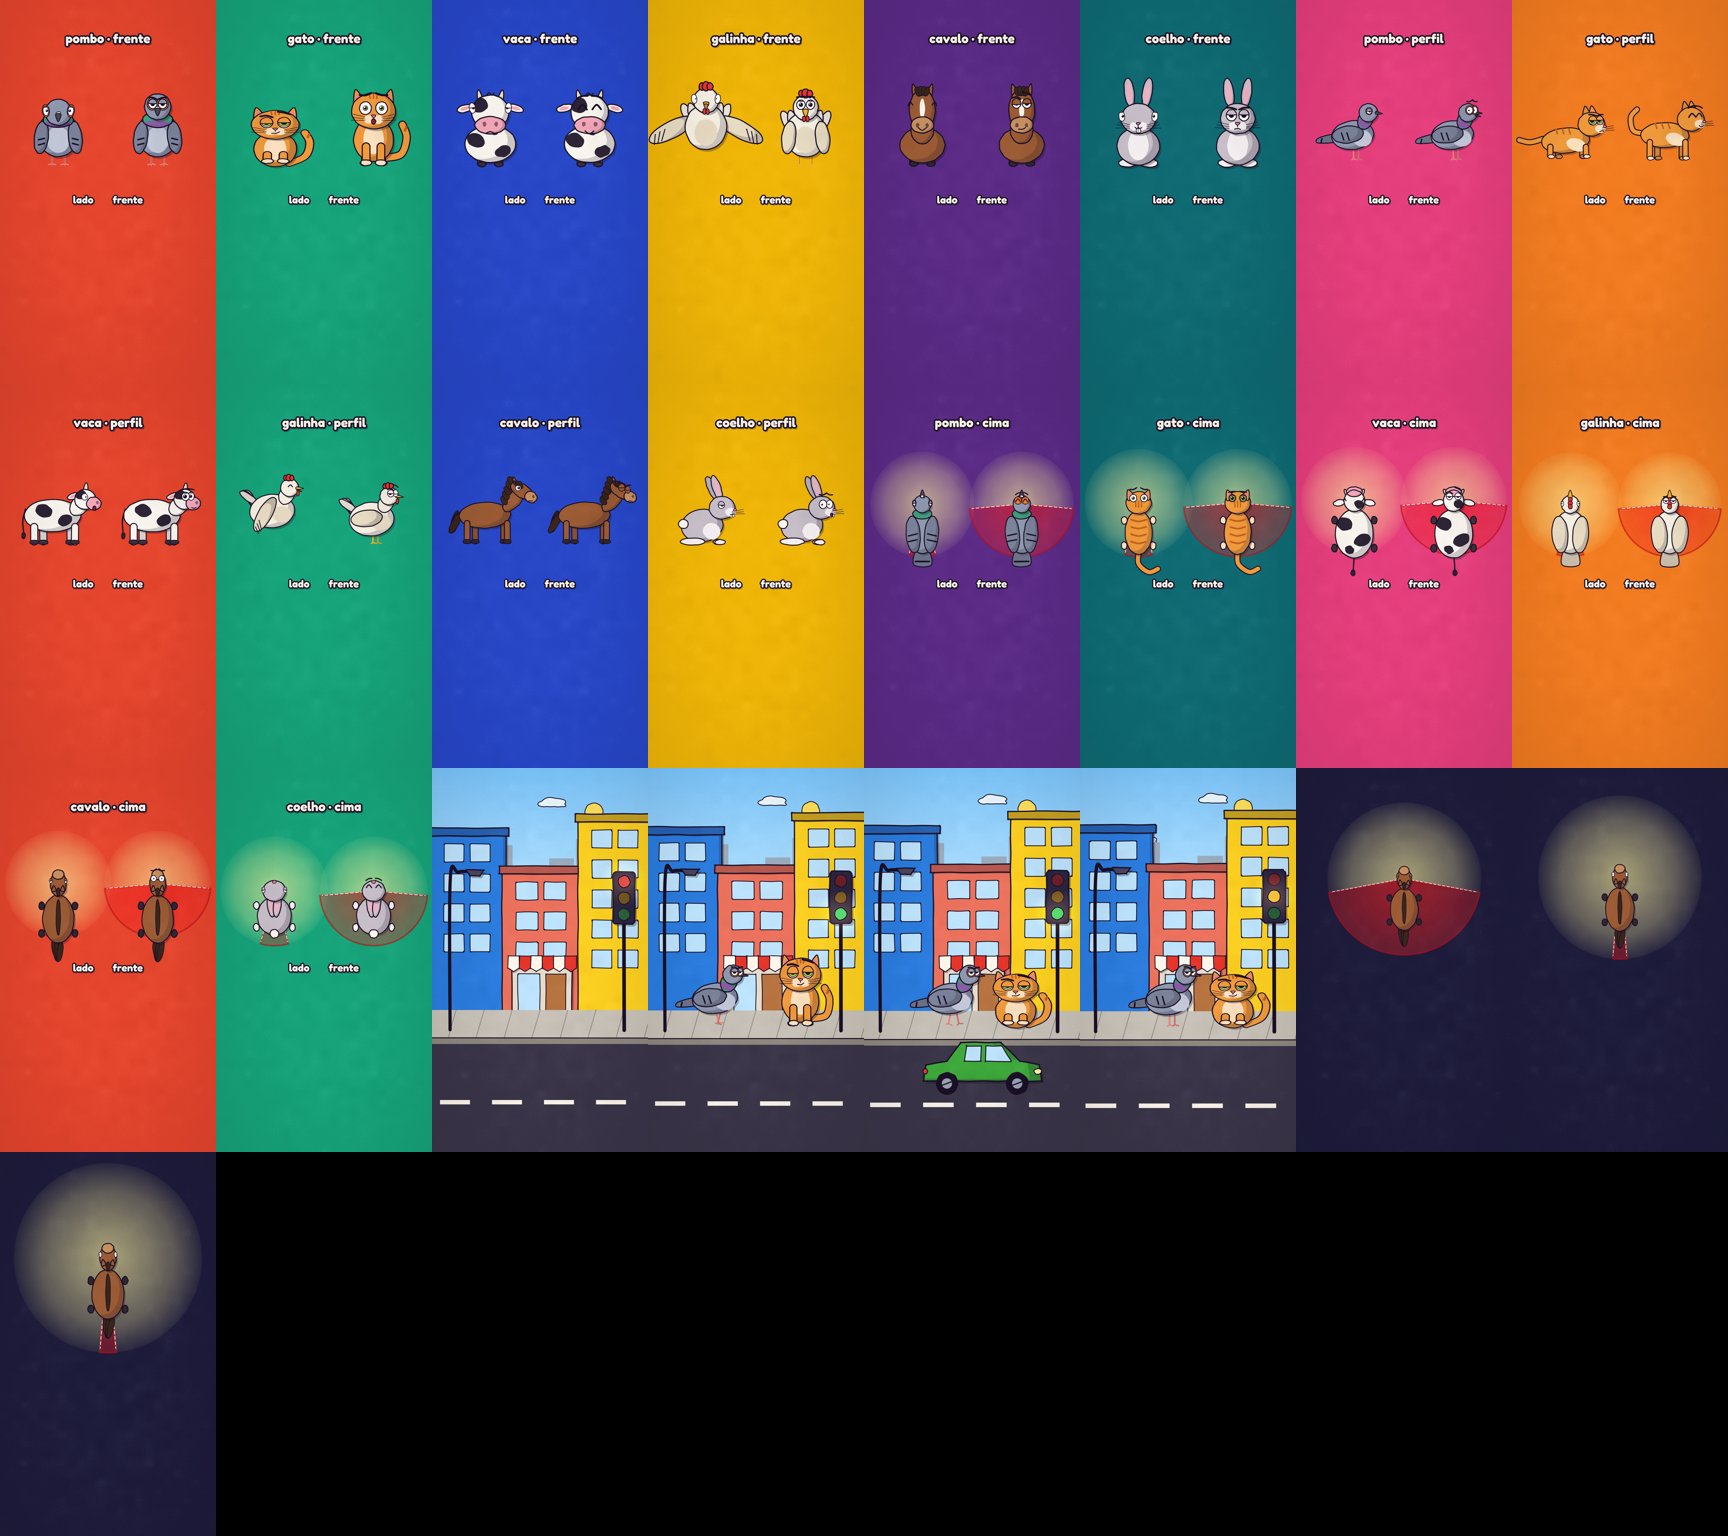 pombo · frente
lado frente
gato · frente
lado frente
vaca · frente
lado frente
galinha · frente
lado frente
cavalo · frente
lado frente
coelho · frente
lado frente
pombo · perfil
lado frente
gato · perfil
lado frente
vaca · perfil
lado frente
galinha · perfil
lado frente
cavalo · perfil
lado frente
coelho · perfil
lado frente
pombo · cima
lado frente
gato · cima
lado frente
vaca · cima
lado frente
galinha · cima
lado frente
cavalo · cima
lado frente
coelho · cima
lado frente